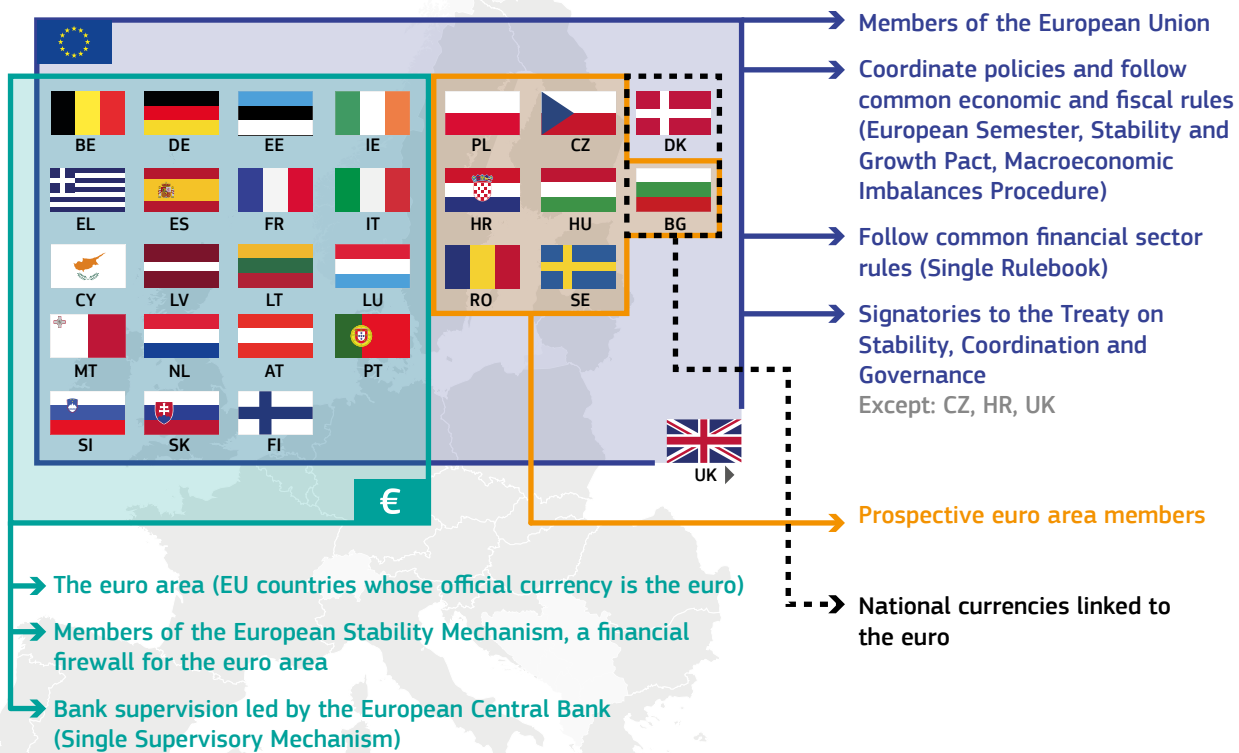 Members of the European Union
Coordinate policies and follow
common economic and fiscal rules
(European Semester, Stability and
Growth Pact, Macroeconomic
Imbalances Procedure)
Follow common financial sector
rules (Single Rulebook)
Signatories to the Treaty on
Stability, Coordination and
Governance
Except: CZ, HR, UK
BE DE EE IE PL CZ DK
EL ES FR IT HR HU BG
CY LV LT LU RO SE
MT NL AT PT
SI SK FI
UK
€
Prospective euro area members
National currencies linked to
the euro
The euro area (EU countries whose official currency is the euro)
Members of the European Stability Mechanism, a financial
firewall for the euro area
Bank supervision led by the European Central Bank
(Single Supervisory Mechanism)